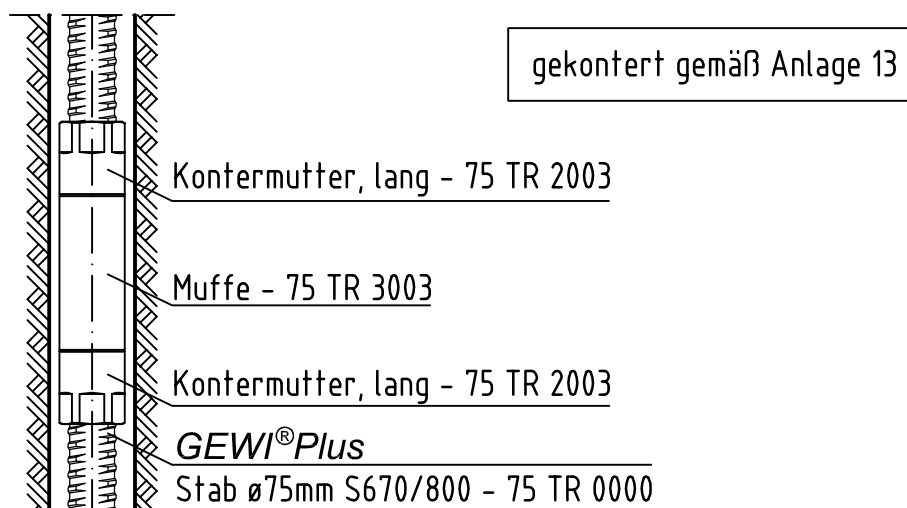 gekontert gemäß Anlage 13
Kontermutter, lang - 75 TR 2003
Muffe - 75 TR 3003
Kontermutter, lang - 75 TR 2003
GEWI®Plus
Stab ø75mm S670/800 - 75 TR 0000